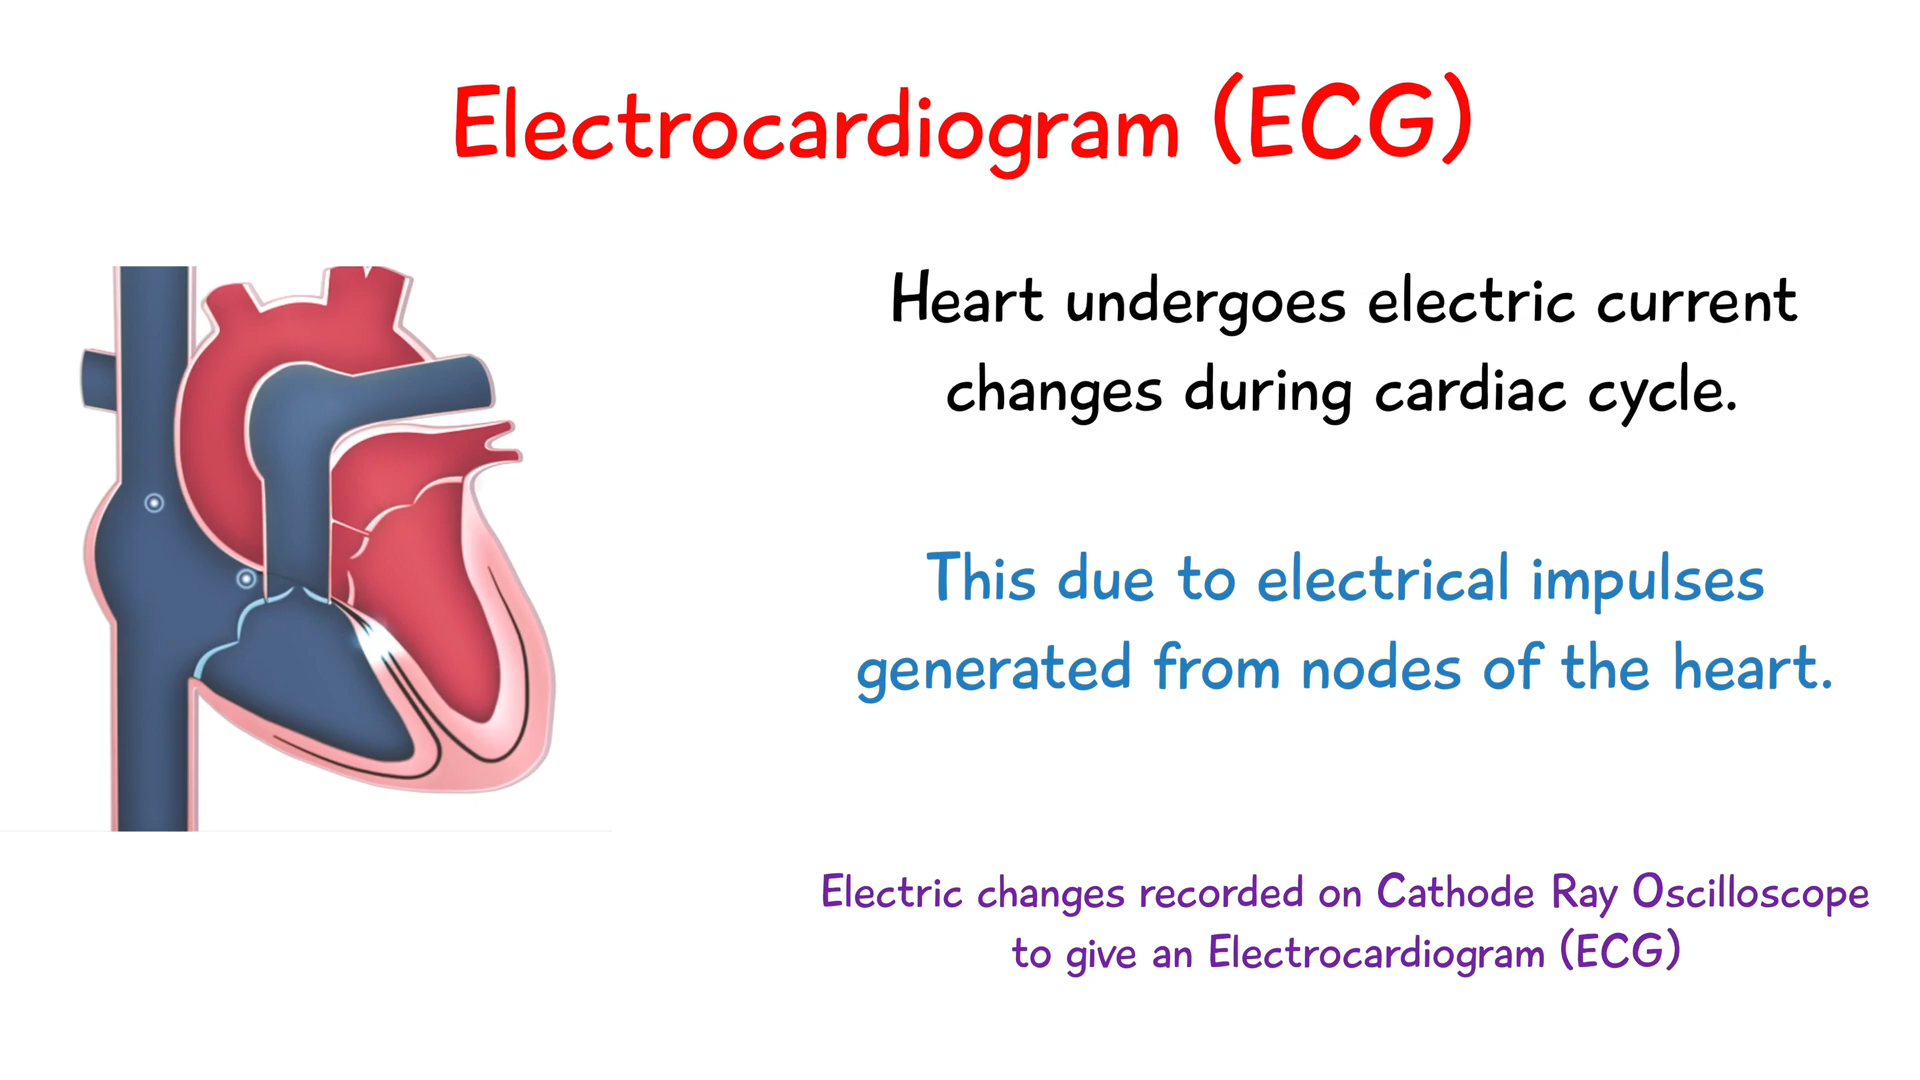 Electrocardiogram (ECG)
Heart undergoes electric current
changes during cardiac cycle.
This due to electrical impulses
generated from nodes of the heart.
Electric changes recorded on Cathode Ray Oscilloscope
to give an Electrocardiogram (ECG)